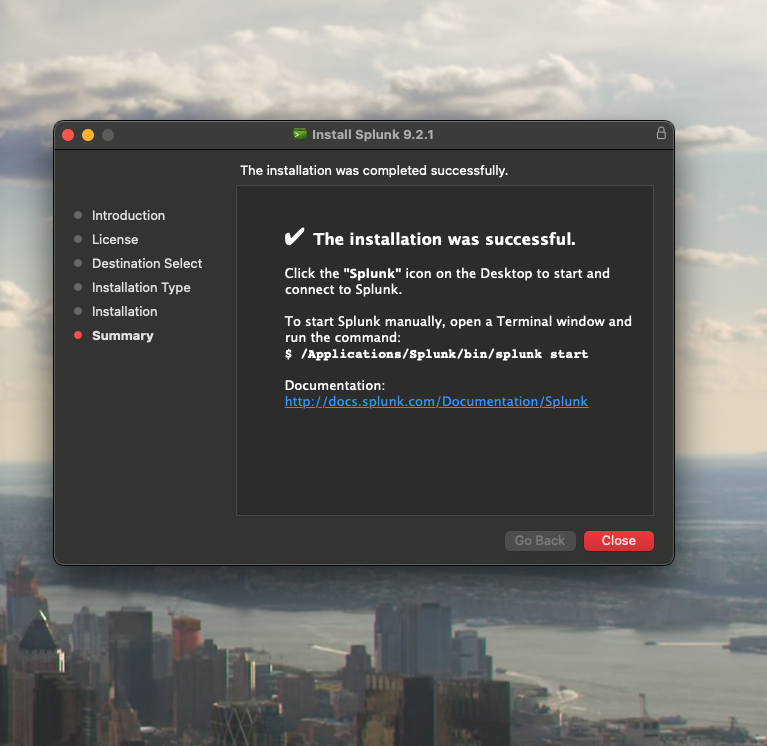 Install Splunk 9.2.1
The installation was completed successfully.
Introduction
License
Destination Select
Installation Type
Installation
Summary
✔ The installation was successful.
Click the "Splunk" icon on the Desktop to start and
connect to Splunk.
To start Splunk manually, open a Terminal window and
run the command:
$ /Applications/Splunk/bin/splunk start
Documentation:
http://docs.splunk.com/Documentation/Splunk
Go Back
Close